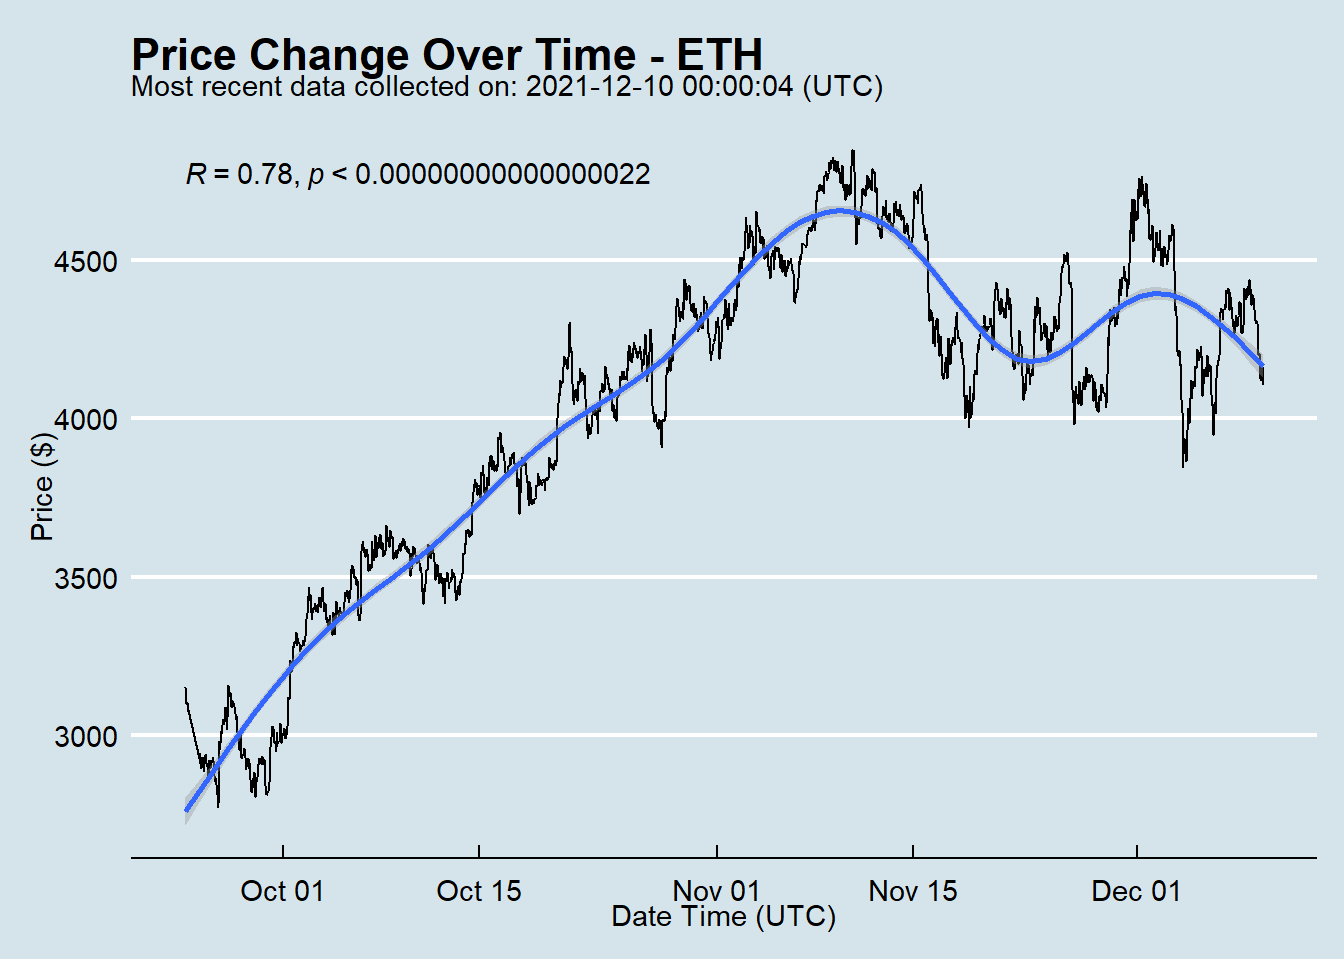 Price Change Over Time - ETH
Most recent data collected on: 2021-12-10 00:00:04 (UTC)
R = 0.78, p < 0.00000000000000022
Price ($)
4500
4000
3500
3000
Oct 01
Oct 15
Nov 01
Nov 15
Dec 01
Date Time (UTC)